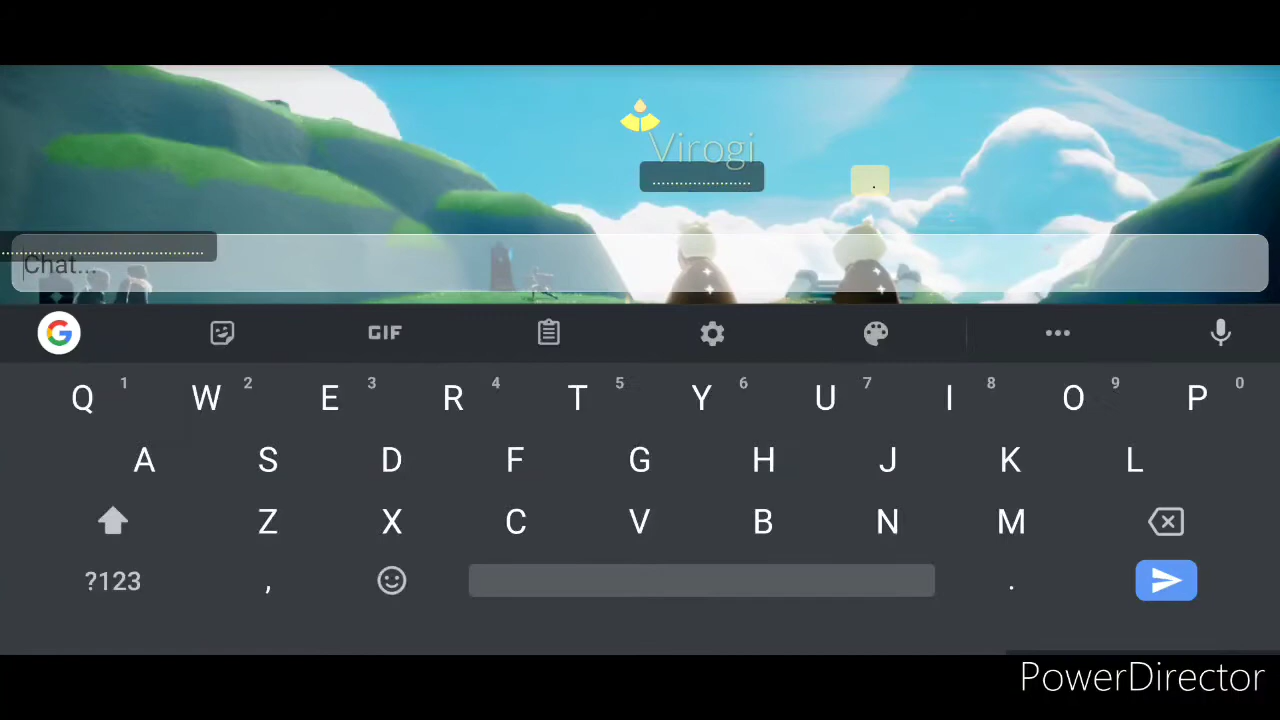 Virogi
....................
.
........................................
Chat...
G
GIF
Q 1 W 2 E 3 R 4 T 5 Y 6 U 7 I 8 O 9 P 0
A S D F G H J K L
Z X C V B N M
?123 , .
PowerDirector